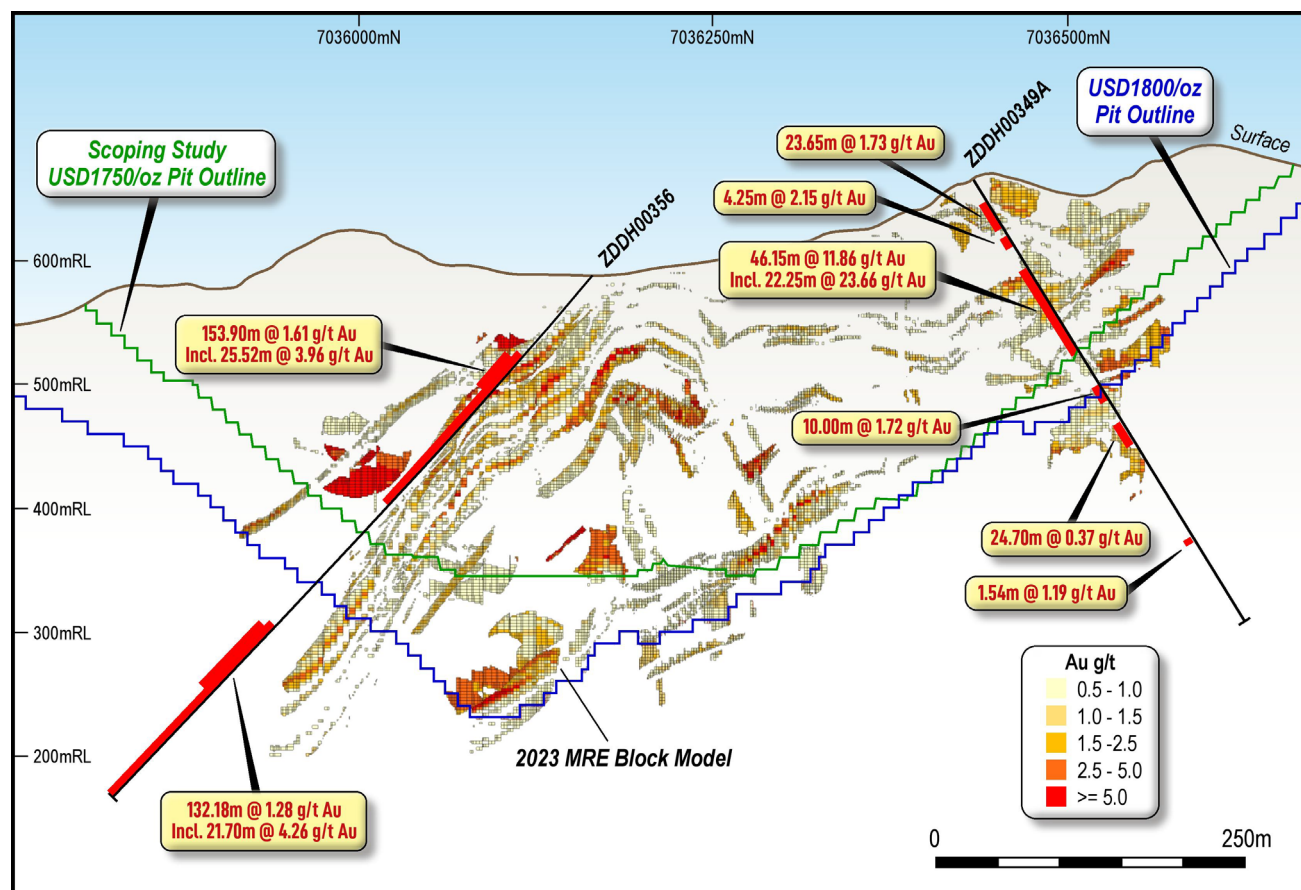 7036000mN
7036250mN
7036500mN
Scoping Study
USD1750/oz Pit Outline
ZDDH00356
ZDDH00349A
USD1800/oz
Pit Outline
Surface
23.65m @ 1.73 g/t Au
4.25m @ 2.15 g/t Au
46.15m @ 11.86 g/t Au
Incl. 22.25m @ 23.66 g/t Au
600mRL
153.90m @ 1.61 g/t Au
Incl. 25.52m @ 3.96 g/t Au
500mRL
10.00m @ 1.72 g/t Au
400mRL
24.70m @ 0.37 g/t Au
1.54m @ 1.19 g/t Au
300mRL
200mRL
2023 MRE Block Model
132.18m @ 1.28 g/t Au
Incl. 21.70m @ 4.26 g/t Au
Au g/t
0.5 - 1.0
1.0 - 1.5
1.5 -2.5
2.5 - 5.0
>= 5.0
0
250m